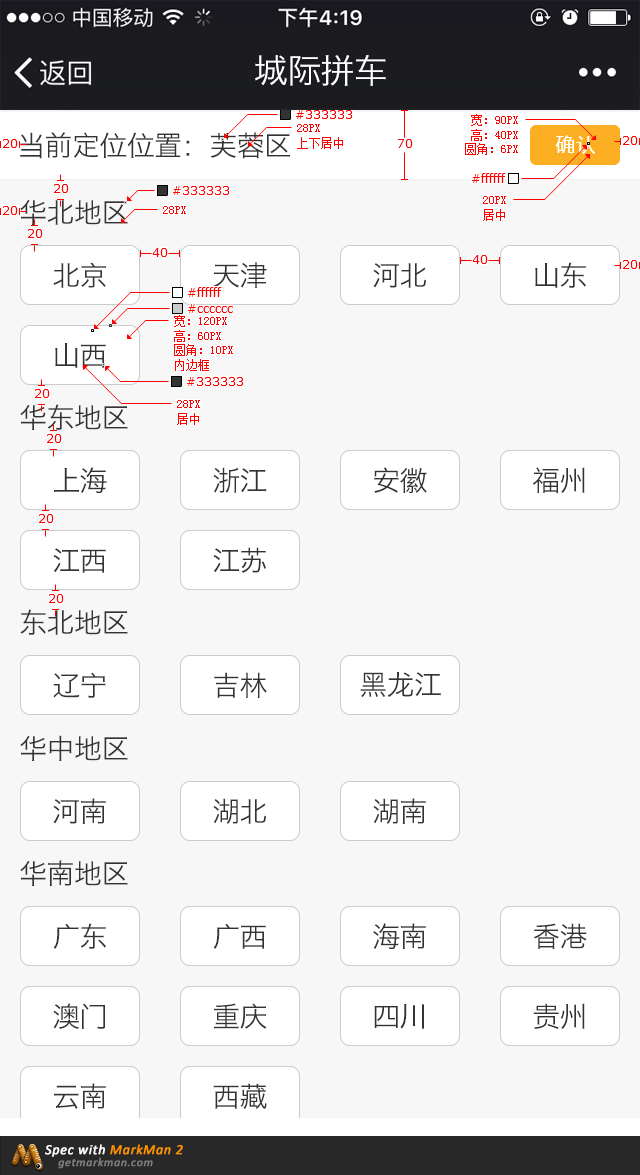 中国移动 下午4:19
返回 城际拼车
当前定位位置：芙蓉区 确认
#333333
28PX
上下居中
70
宽：90PX
高：40PX
圆角：6PX
20
20
#ffffff
20PX
居中
20
#333333
20
华北地区
28PX
20
40
40
20
北京 天津 河北 山东
#ffffff
#cccccc
宽：120PX
高：60PX
圆角：10PX
内边框
山西
#333333
20
28PX
居中
华东地区
20
上海 浙江 安徽 福州
20
江西 江苏
20
东北地区
辽宁 吉林 黑龙江
华中地区
河南 湖北 湖南
华南地区
广东 广西 海南 香港
澳门 重庆 四川 贵州
云南 西藏
Spec with MarkMan 2
getmarkman.com